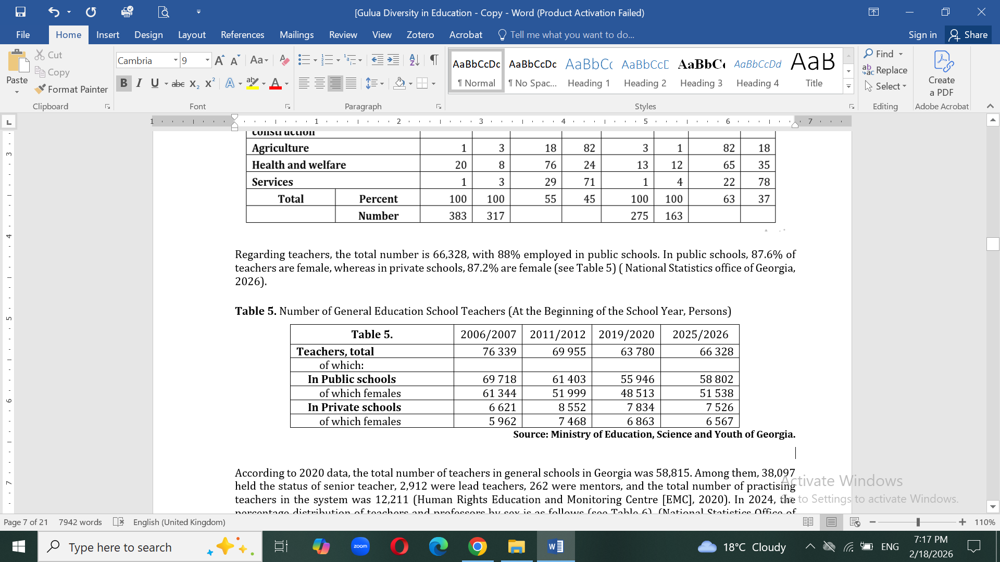 [Gulua Diversity in Education - Copy - Word (Product Activation Failed)
File Home Insert Design Layout References Mailings Review View Zotero Acrobat Tell me what you want to do... Sign in Share
Paste Cut Copy Format Painter
Clipboard
Cambria 9
Font
Paragraph
AaBbCcDc ¶ Normal
AaBbCcDc ¶ No Spac...
AaBbCc Heading 1
AaBbCcD Heading 2
AaBbCc Heading 3
AaBbCcDd Heading 4
AaB Title
Styles
Find
Replace
Select
Editing
Create a PDF
Adobe Acrobat
1 1 2 3 4 5 6 7
construction
Agriculture 1 3 18 82 3 1 82 18
Health and welfare 20 8 76 24 13 12 65 35
Services 1 3 29 71 1 4 22 78
Total Percent 100 100 55 45 100 100 63 37
Number 383 317 275 163
Regarding teachers, the total number is 66,328, with 88% employed in public schools. In public schools, 87.6% of
teachers are female, whereas in private schools, 87.2% are female (see Table 5) ( National Statistics office of Georgia,
2026).
Table 5. Number of General Education School Teachers (At the Beginning of the School Year, Persons)
Table 5. 2006/2007 2011/2012 2019/2020 2025/2026
Teachers, total 76 339 69 955 63 780 66 328
of which:
In Public schools 69 718 61 403 55 946 58 802
of which females 61 344 51 999 48 513 51 538
In Private schools 6 621 8 552 7 834 7 526
of which females 5 962 7 468 6 863 6 567
Source: Ministry of Education, Science and Youth of Georgia.
According to 2020 data, the total number of teachers in general schools in Georgia was 58,815. Among them, 38,097
held the status of senior teacher, 2,912 were lead teachers, 262 were mentors, and the total number of practising
teachers in the system was 12,211 (Human Rights Education and Monitoring Centre [EMC], 2020). In 2024, the
percentage distribution of teachers and professors by sex is as follows (see Table 6). (National Statistics Office of
Activate Windows
Go to Settings to activate Windows.
3
4
5
6
7
Page 7 of 21 7942 words English (United Kingdom) 110%
Type here to search
zoom
18°C Cloudy
ENG
7:17 PM
2/18/2026